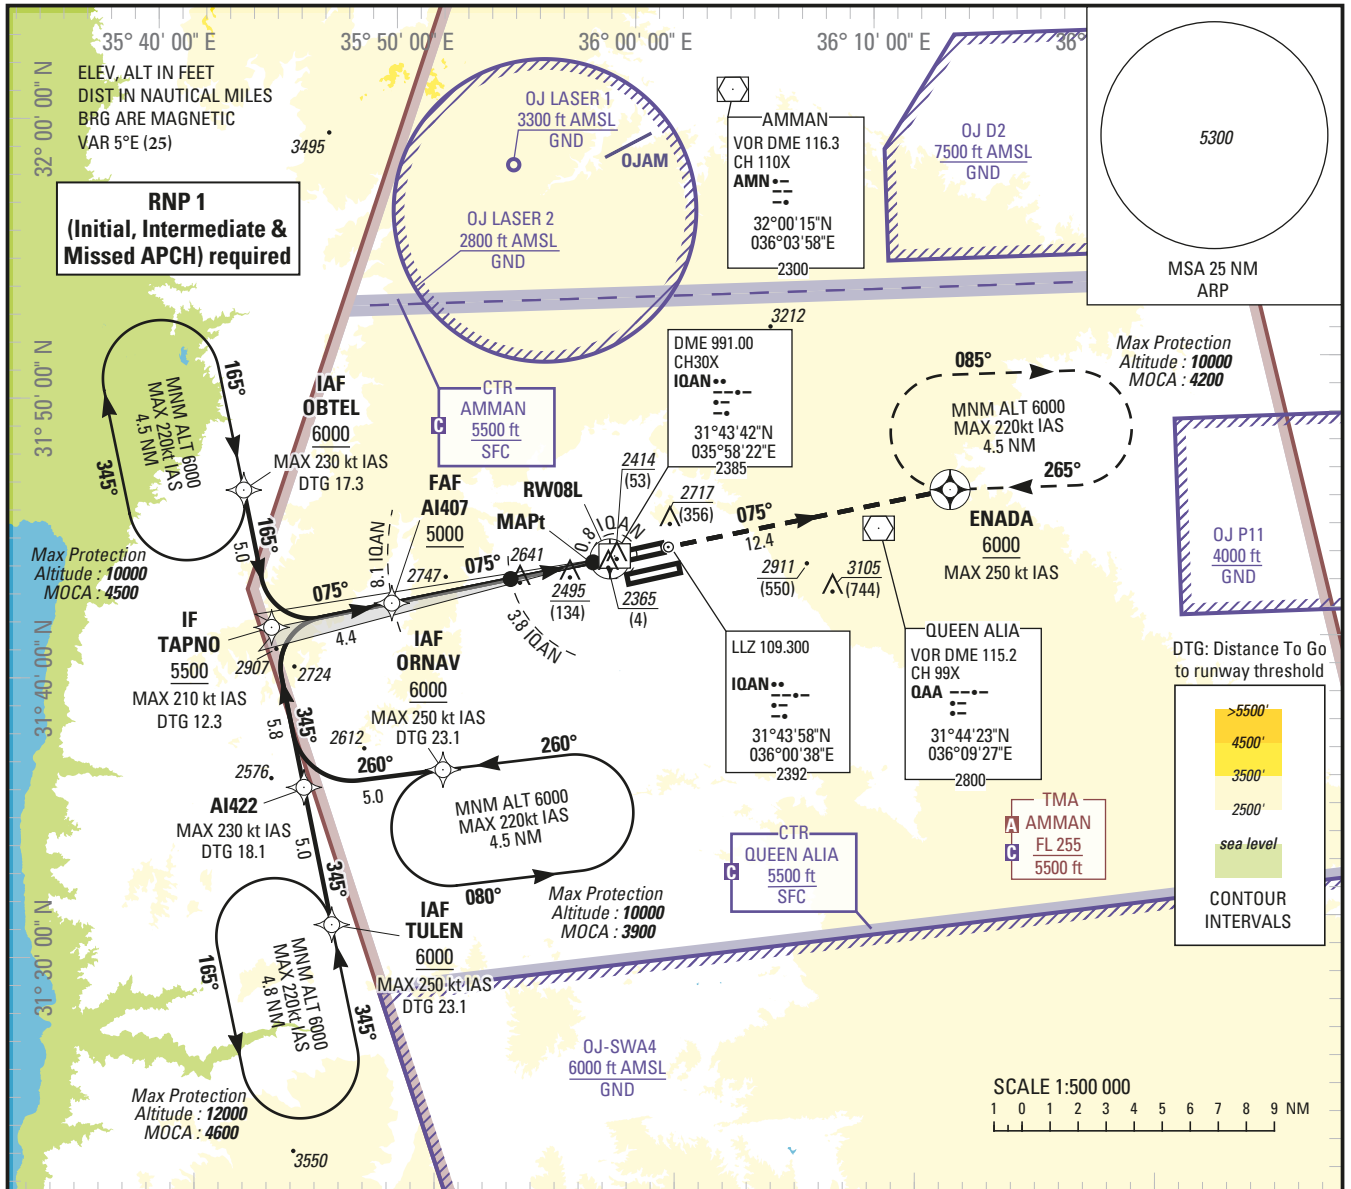 35° 40' 00" E
35° 50' 00" E
36° 00' 00" E
36° 10' 00" E
36°
32° 00' 00" N
31° 50' 00" N
31° 40' 00" N
31° 30' 00" N
ELEV, ALT IN FEET
DIST IN NAUTICAL MILES
BRG ARE MAGNETIC
VAR 5°E (25)
3495
RNP 1
(Initial, Intermediate &
Missed APCH) required
OJ LASER 1
3300 ft AMSL
GND
OJAM
OJ LASER 2
2800 ft AMSL
GND
AMMAN
VOR DME 116.3
CH 110X
AMN
32°00'15"N
036°03'58"E
2300
OJ D2
7500 ft AMSL
GND
5300
MSA 25 NM
ARP
3212
DME 991.00
CH30X
IQAN
31°43'42"N
035°58'22"E
2385
CTR
AMMAN
C
5500 ft
SFC
Max Protection
Altitude : 10000
MOCA : 4200
085°
MNM ALT 6000
MAX 220kt IAS
4.5 NM
265°
165°
MNM ALT 6000
MAX 220kt IAS
4.5 NM
345°
IAF
OBTEL
6000
MAX 230 kt IAS
DTG 17.3
165°
5.0
Max Protection
Altitude : 10000
MOCA : 4500
FAF
AI407
5000
8.1 IQAN
RW08L
MAPt
0.8 IQAN
2414
(53)
2717
(356)
075°
12.4
ENADA
6000
MAX 250 kt IAS
OJ P11
4000 ft
GND
075°
4.4
2747
075°
2641
2495
(134)
2365
(4)
3.8 IQAN
2911
(550)
3105
(744)
IF
TAPNO
5500
MAX 210 kt IAS
DTG 12.3
2907
2724
IAF
ORNAV
6000
MAX 250 kt IAS
DTG 23.1
LLZ 109.300
IQAN
31°43'58"N
036°00'38"E
2392
QUEEN ALIA
VOR DME 115.2
CH 99X
QAA
31°44'23"N
036°09'27"E
2800
DTG: Distance To Go
to runway threshold
>5500'
4500'
3500'
2500'
sea level
CONTOUR
INTERVALS
5.8
345°
2612
260°
5.0
260°
2576
AI422
MAX 230 kt IAS
DTG 18.1
5.0
345°
MNM ALT 6000
MAX 220kt IAS
4.5 NM
080°
Max Protection
Altitude : 10000
MOCA : 3900
CTR
QUEEN ALIA
C
5500 ft
SFC
TMA
A
AMMAN
C
FL 255
5500 ft
IAF
TULEN
6000
MAX 250 kt IAS
DTG 23.1
165°
MNM ALT 6000
MAX 220kt IAS
4.8 NM
345°
Max Protection
Altitude : 12000
MOCA : 4600
3550
OJ-SWA4
6000 ft AMSL
GND
SCALE 1:500 000
1 0 1 2 3 4 5 6 7 8 9 NM